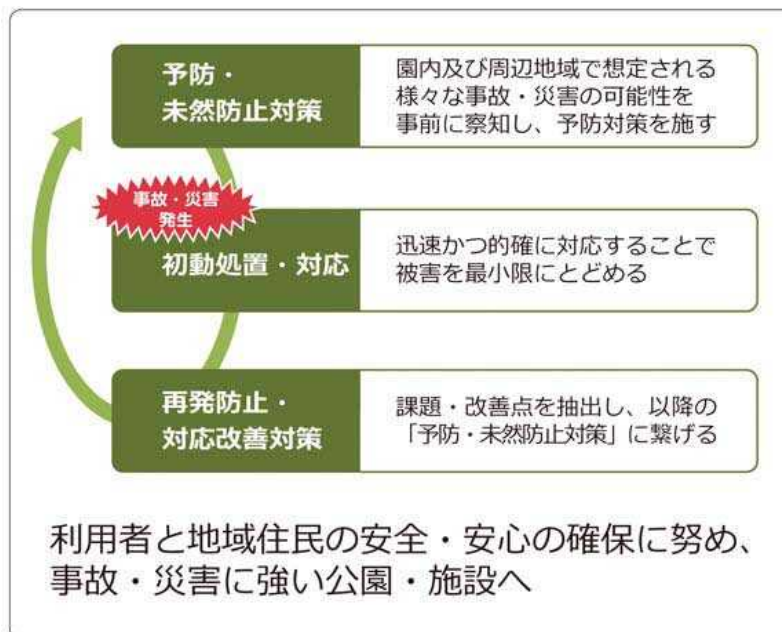 予防・
未然防止対策
園内及び周辺地域で想定される
様々な事故・災害の可能性を
事前に察知し、予防対策を施す
事故・災害
発生
初動処置・対応
迅速かつ的確に対応することで
被害を最小限にとどめる
再発防止・
対応改善対策
課題・改善点を抽出し、以降の
「予防・未然防止対策」に繋げる
利用者と地域住民の安全・安心の確保に努め、
事故・災害に強い公園・施設へ